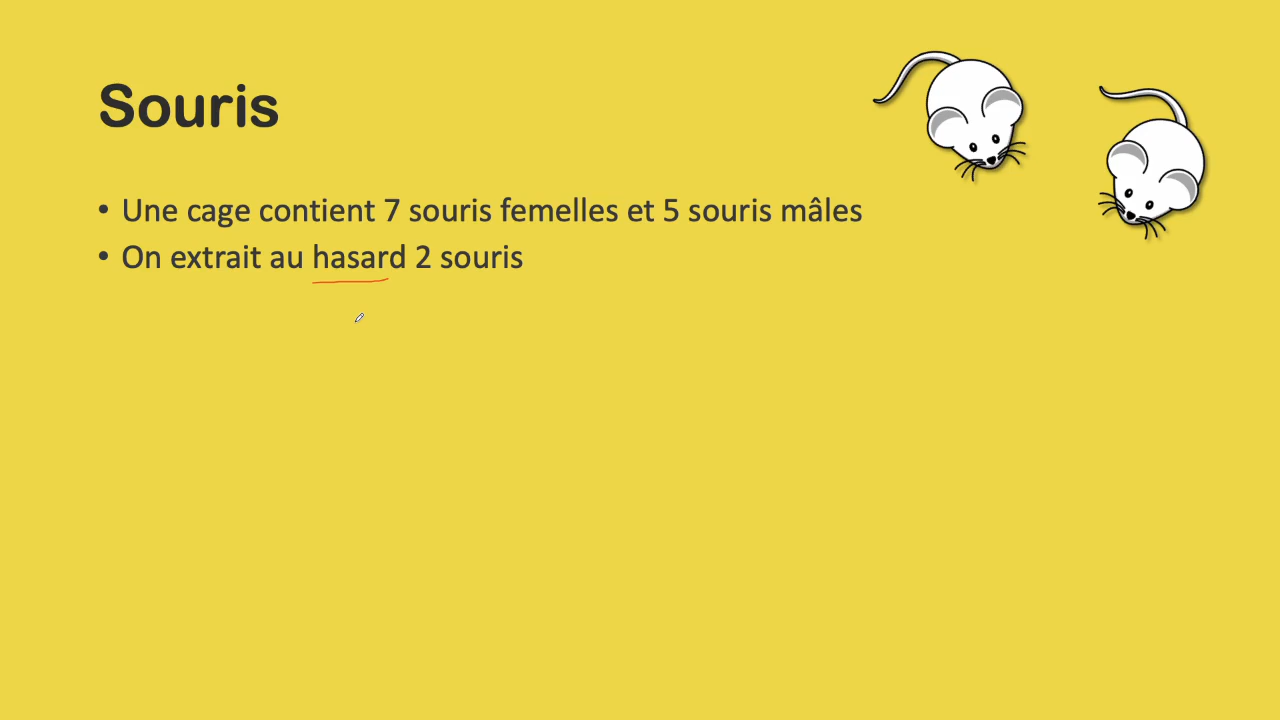 Souris
• Une cage contient 7 souris femelles et 5 souris mâles
• On extrait au hasard 2 souris